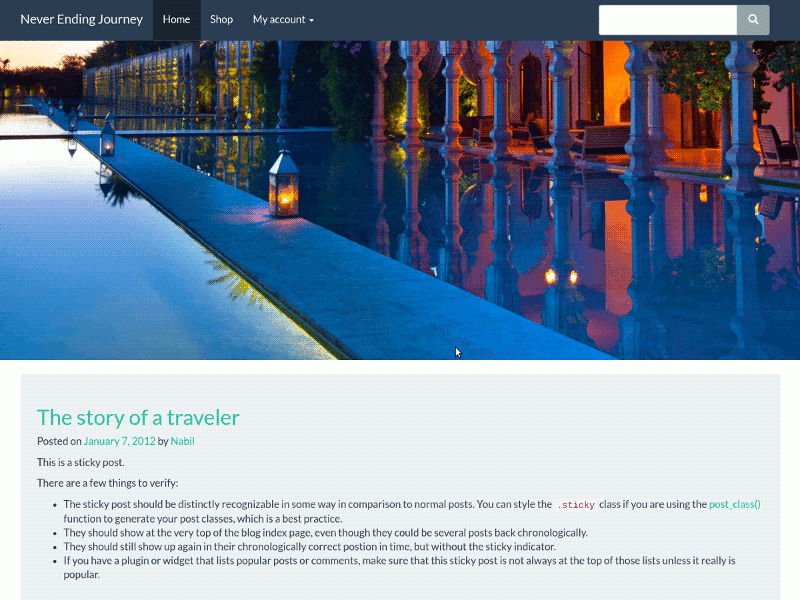 Never Ending Journey Home Shop My account
The story of a traveler
Posted on January 7, 2012 by Nabil
This is a sticky post.
There are a few things to verify:
• The sticky post should be distinctly recognizable in some way in comparison to normal posts. You can style the .sticky class if you are using the post_class()
function to generate your post classes, which is a best practice.
• They should show at the very top of the blog index page, even though they could be several posts back chronologically.
• They should still show up again in their chronologically correct postion in time, but without the sticky indicator.
• If you have a plugin or widget that lists popular posts or comments, make sure that this sticky post is not always at the top of those lists unless it really is
popular.